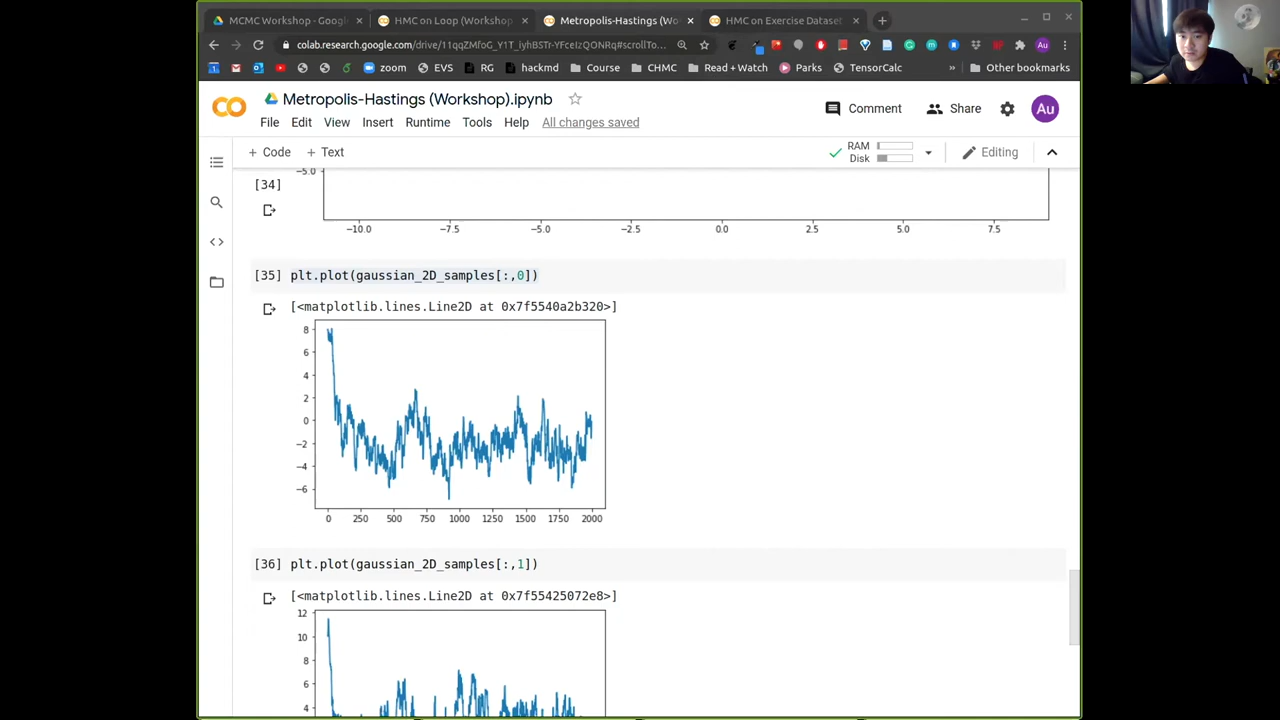 MCMC Workshop - Google
HMC on Loop (Workshop
Metropolis-Hastings (Wo
HMC on Exercise Dataset
colab.research.google.com/drive/
zoom
EVS
RG
hackmd
Course
CHMC
Read + Watch
Parks
TensorCalc
»
Other bookmarks
Metropolis-Hastings (Workshop).ipynb
File Edit View Insert Runtime Tools Help All changes saved
Comment
Share
Au
+ Code + Text
RAM
Disk
Editing
−5.0
[34]
−10.0 −7.5 −5.0 −2.5 0.0 2.5 5.0 7.5
[35] plt.plot(gaussian_2D_samples[:,0])
[<matplotlib.lines.Line2D at 0x7f5540a2b320>]
8
6
4
2
0
−2
−4
−6
0 250 500 750 1000 1250 1500 1750 2000
[36] plt.plot(gaussian_2D_samples[:,1])
[<matplotlib.lines.Line2D at 0x7f55425072e8>]
12
10
8
6
4